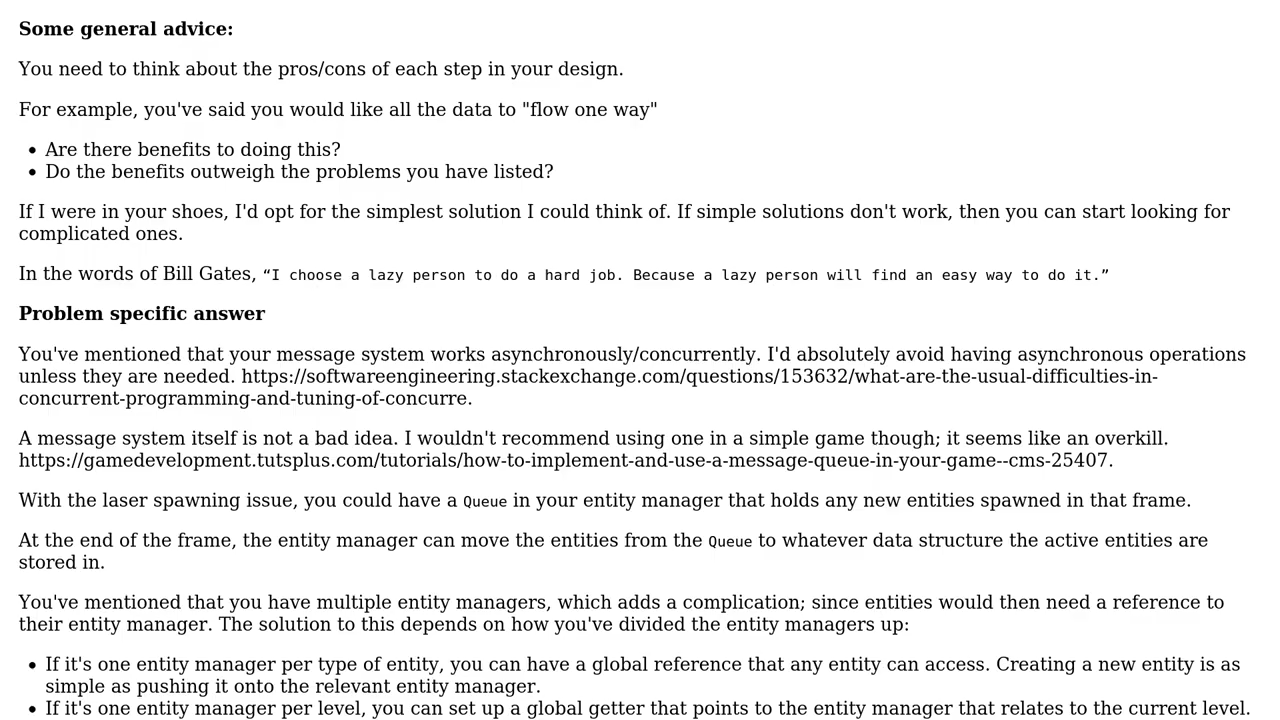 Some general advice:
You need to think about the pros/cons of each step in your design.
For example, you've said you would like all the data to "flow one way"
• Are there benefits to doing this?
• Do the benefits outweigh the problems you have listed?
If I were in your shoes, I'd opt for the simplest solution I could think of. If simple solutions don't work, then you can start looking for
complicated ones.
In the words of Bill Gates, “I choose a lazy person to do a hard job. Because a lazy person will find an easy way to do it.”
Problem specific answer
You've mentioned that your message system works asynchronously/concurrently. I'd absolutely avoid having asynchronous operations
unless they are needed. https://softwareengineering.stackexchange.com/questions/153632/what-are-the-usual-difficulties-in-
concurrent-programming-and-tuning-of-concurre.
A message system itself is not a bad idea. I wouldn't recommend using one in a simple game though; it seems like an overkill.
https://gamedevelopment.tutsplus.com/tutorials/how-to-implement-and-use-a-message-queue-in-your-game--cms-25407.
With the laser spawning issue, you could have a Queue in your entity manager that holds any new entities spawned in that frame.
At the end of the frame, the entity manager can move the entities from the Queue to whatever data structure the active entities are
stored in.
You've mentioned that you have multiple entity managers, which adds a complication; since entities would then need a reference to
their entity manager. The solution to this depends on how you've divided the entity managers up:
• If it's one entity manager per type of entity, you can have a global reference that any entity can access. Creating a new entity is as
simple as pushing it onto the relevant entity manager.
• If it's one entity manager per level, you can set up a global getter that points to the entity manager that relates to the current level.